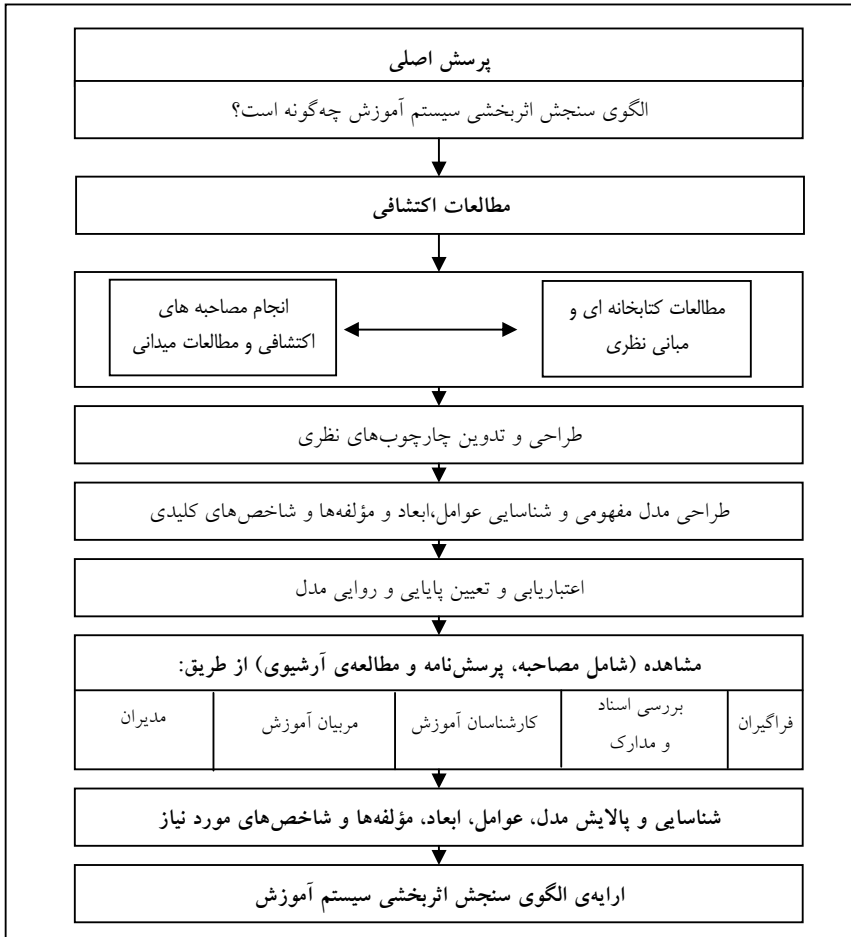 پرسش اصلی
الگوی سنجش اثربخشی سیستم آموزش چه‌گونه است؟
مطالعات اکتشافی
مطالعات کتابخانه ای و
مبانی نظری
انجام مصاحبه های
اکتشافی و مطالعات میدانی
طراحی و تدوین چارچوب‌های نظری
طراحی مدل مفهومی و شناسایی عوامل،ابعاد و مؤلفه‌ها و شاخص‌های کلیدی
اعتباریابی و تعیین پایایی و روایی مدل
مشاهده (شامل مصاحبه، پرسش‌نامه و مطالعه‌ی آرشیوی) از طریق:
فراگیران
بررسی اسناد
و مدارک
کارشناسان آموزش
مربیان آموزش
مدیران
شناسایی و پالایش مدل، عوامل، ابعاد، مؤلفه‌ها و شاخص‌های مورد نیاز
ارایه‌ی الگوی سنجش اثربخشی سیستم آموزش